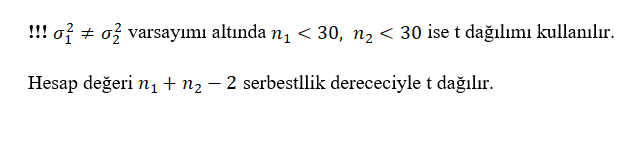 !!! σ₁² ≠ σ₂² varsayımı altında n₁ < 30, n₂ < 30 ise t dağılımı kullanılır.
Hesap değeri n₁ + n₂ − 2 serbestllik derececiyle t dağılır.